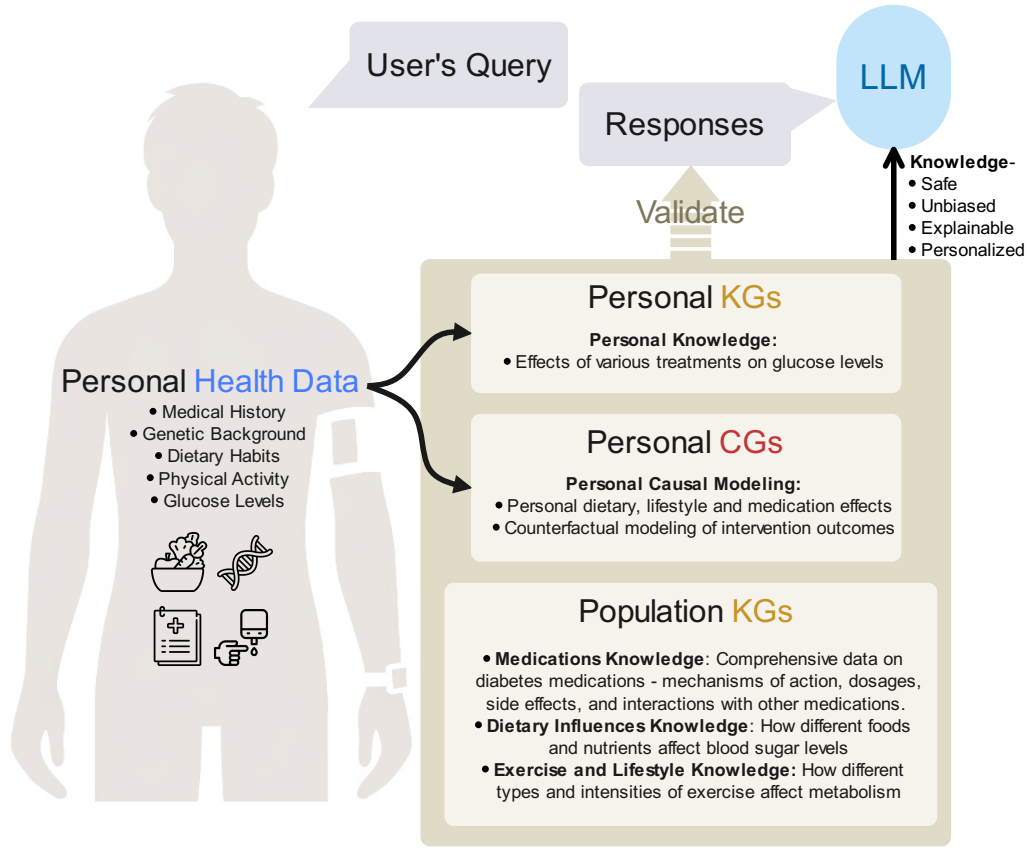 User's Query
LLM
Responses
Knowledge-
• Safe
• Unbiased
• Explainable
• Personalized
Validate
Personal Health Data
• Medical History
• Genetic Background
• Dietary Habits
• Physical Activity
• Glucose Levels
Personal KGs
Personal Knowledge:
• Effects of various treatments on glucose levels
Personal CGs
Personal Causal Modeling:
• Personal dietary, lifestyle and medication effects
• Counterfactual modeling of intervention outcomes
Population KGs
• Medications Knowledge: Comprehensive data on
diabetes medications - mechanisms of action, dosages,
side effects, and interactions with other medications.
• Dietary Influences Knowledge: How different foods
and nutrients affect blood sugar levels
• Exercise and Lifestyle Knowledge: How different
types and intensities of exercise affect metabolism